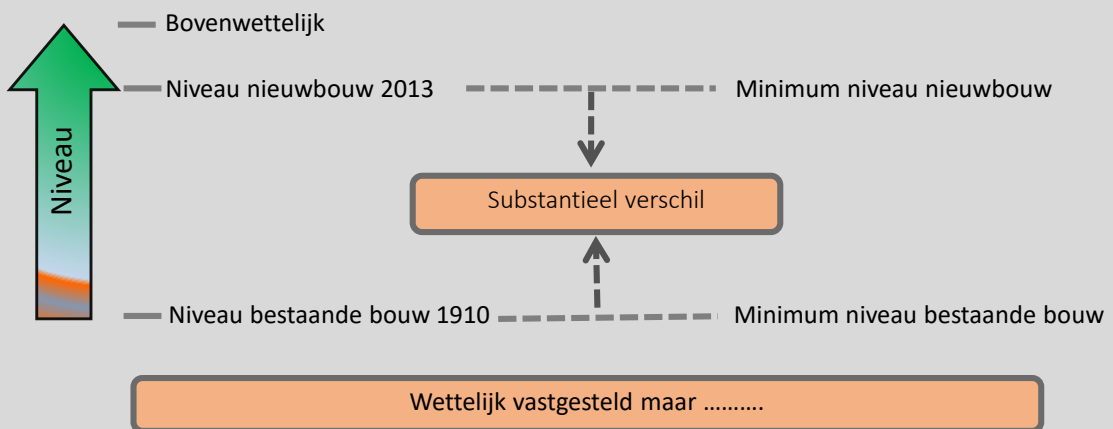 Bovenwettelijk
Niveau nieuwbouw 2013
Minimum niveau nieuwbouw
Niveau
Substantieel verschil
Niveau bestaande bouw 1910
Minimum niveau bestaande bouw
Wettelijk vastgesteld maar ..........